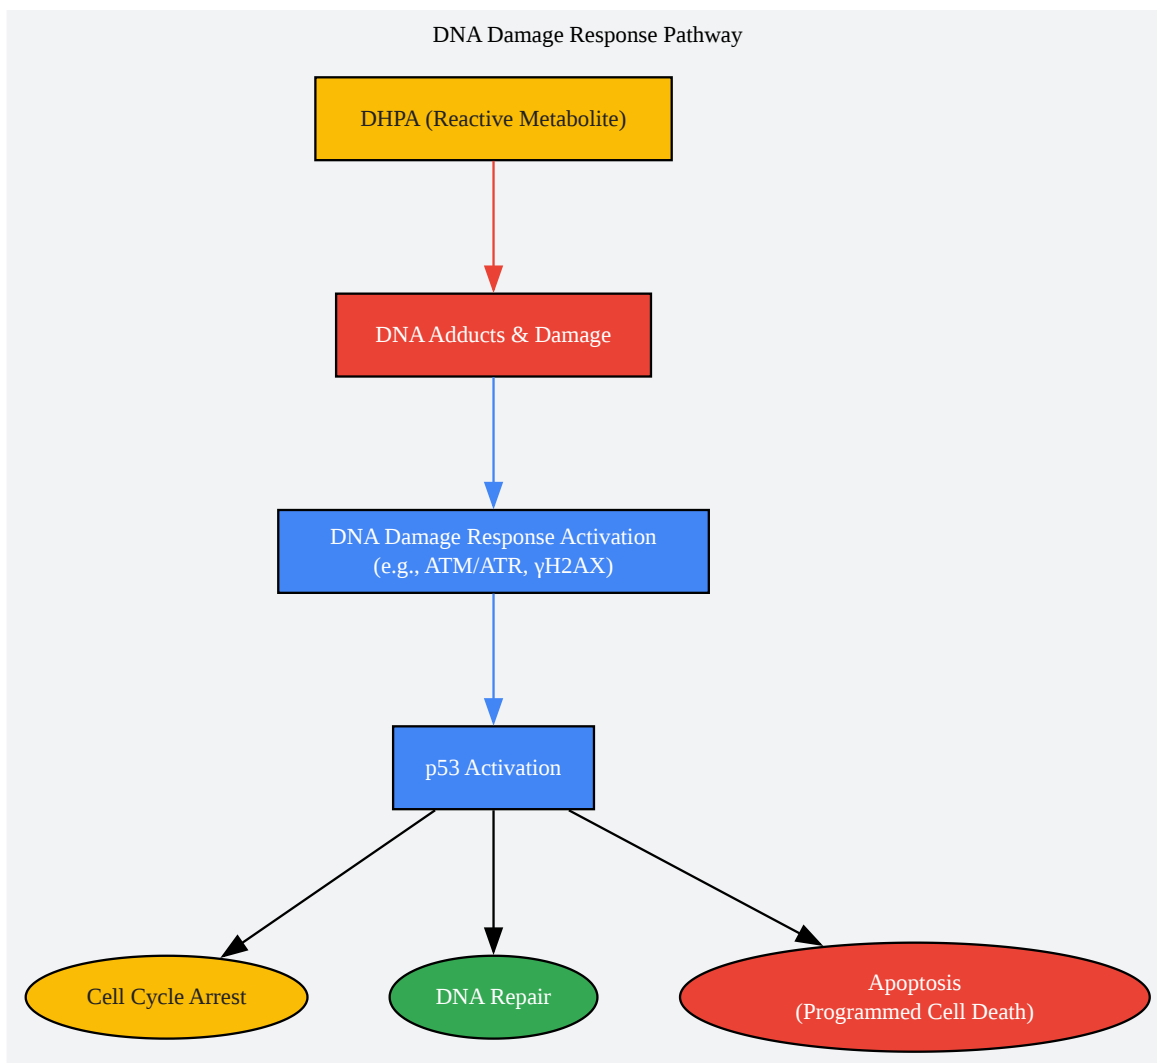 DNA Damage Response Pathway
DHPA (Reactive Metabolite)
DNA Adducts & Damage
DNA Damage Response Activation
(e.g., ATM/ATR, γH2AX)
p53 Activation
Cell Cycle Arrest
DNA Repair
Apoptosis
(Programmed Cell Death)